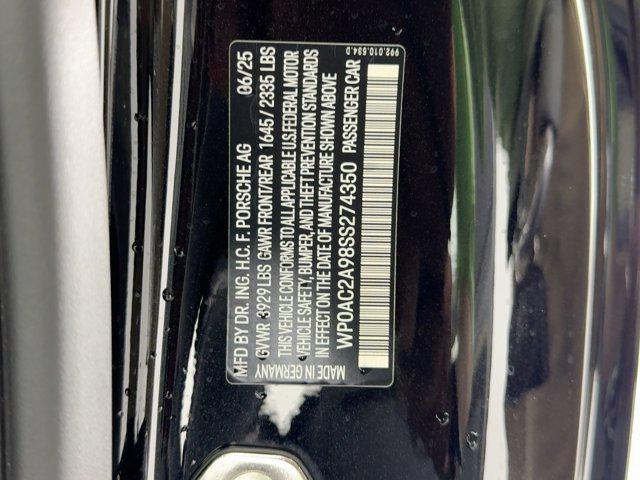 992.010.634.D
MFD BY DR. ING. H.C. F. PORSCHE AG 06/25
GVWR 3929 LBS GAWR FRONT/REAR 1645 / 2335 LBS
THIS VEHICLE CONFORMS TO ALL APPLICABLE U.S.FEDERAL MOTOR
VEHICLE SAFETY, BUMPER, AND THEFT PREVENTION STANDARDS
IN EFFECT ON THE DATE OF MANUFACTURE SHOWN ABOVE
WP0AC2A98SS274350 PASSENGER CAR
MADE IN GERMANY